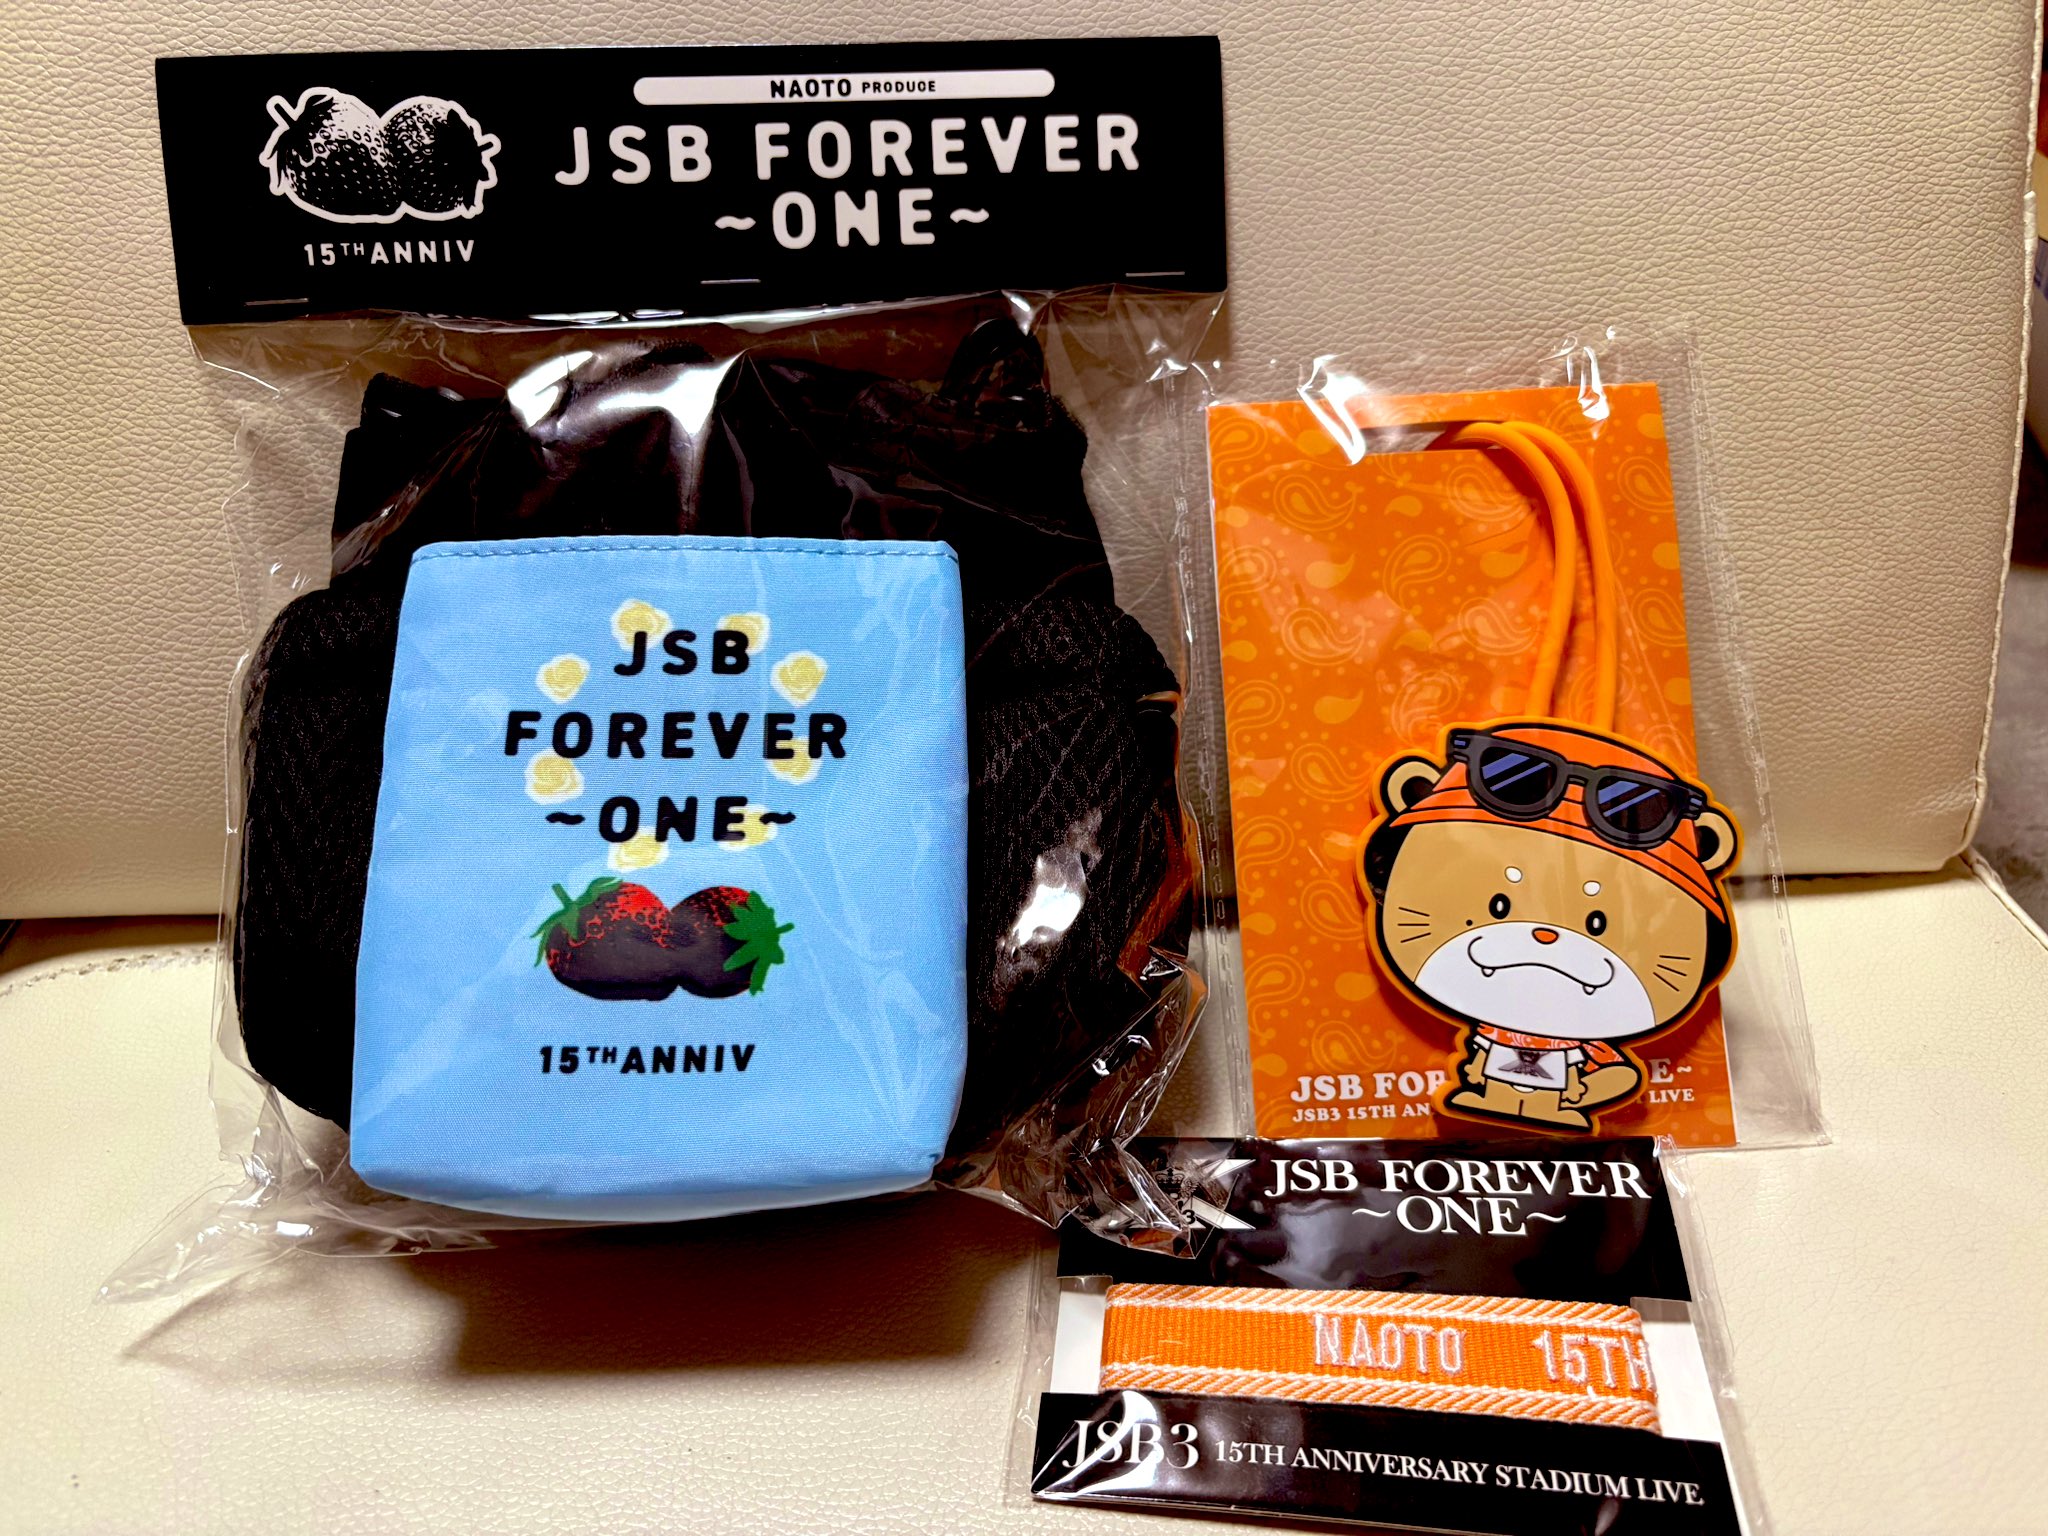 NAOTO PRODUCE
JSB FOREVER
~ONE~
15TH ANNIV
JSB
FOREVER
~ONE~
15TH ANNIV
JSB FOR E~
JSB3 15TH AN LIVE
JSB FOREVER
~ONE~
NAOTO 15TH
JSB3 15TH ANNIVERSARY STADIUM LIVE